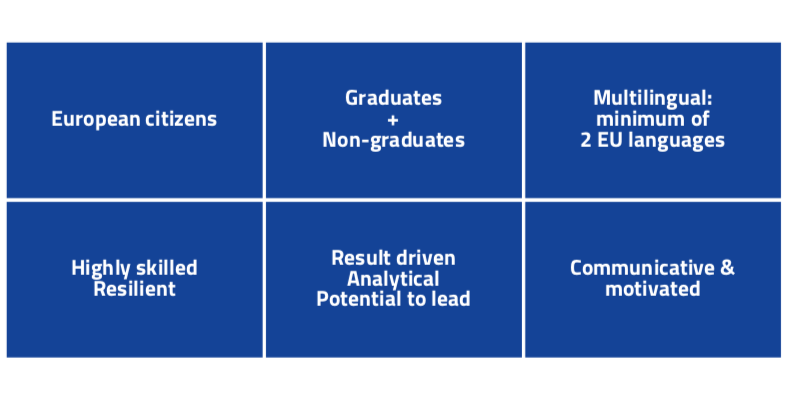 European citizens
Graduates
+
Non-graduates
Multilingual:
minimum of
2 EU languages
Highly skilled
Resilient
Result driven
Analytical
Potential to lead
Communicative &
motivated